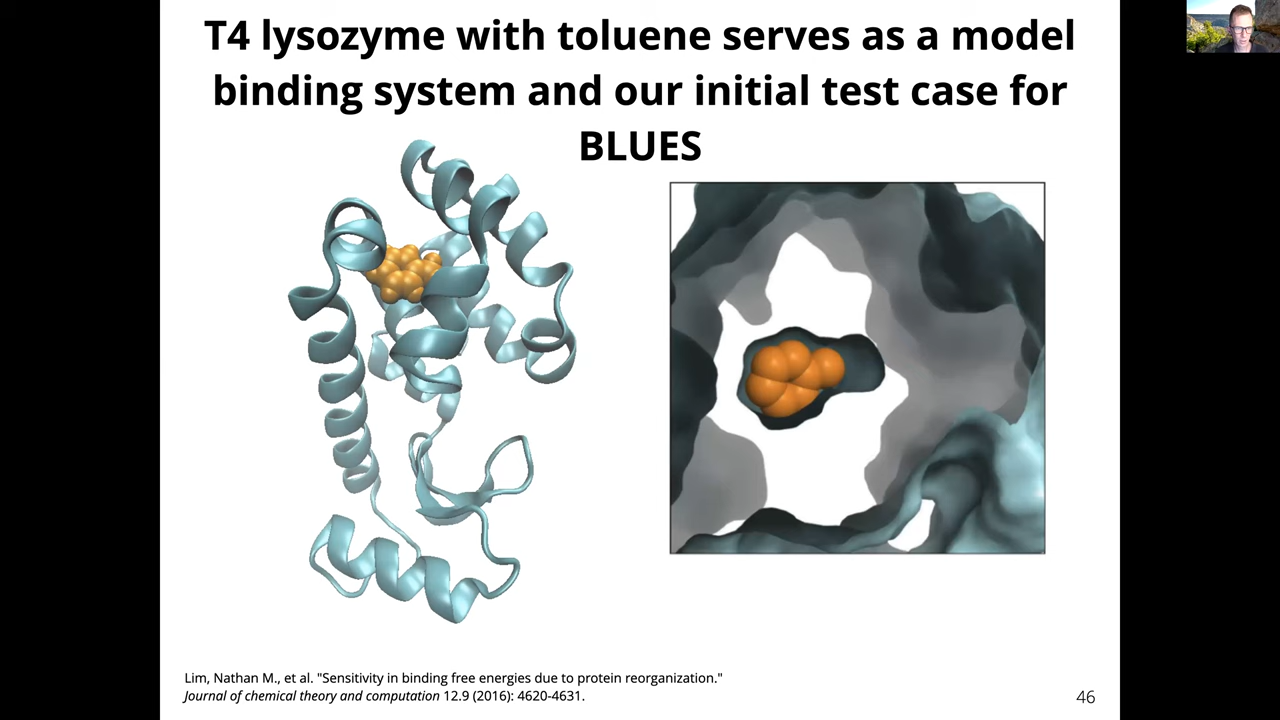 T4 lysozyme with toluene serves as a model
binding system and our initial test case for
BLUES
Lim, Nathan M., et al. "Sensitivity in binding free energies due to protein reorganization."
Journal of chemical theory and computation 12.9 (2016): 4620-4631.
46